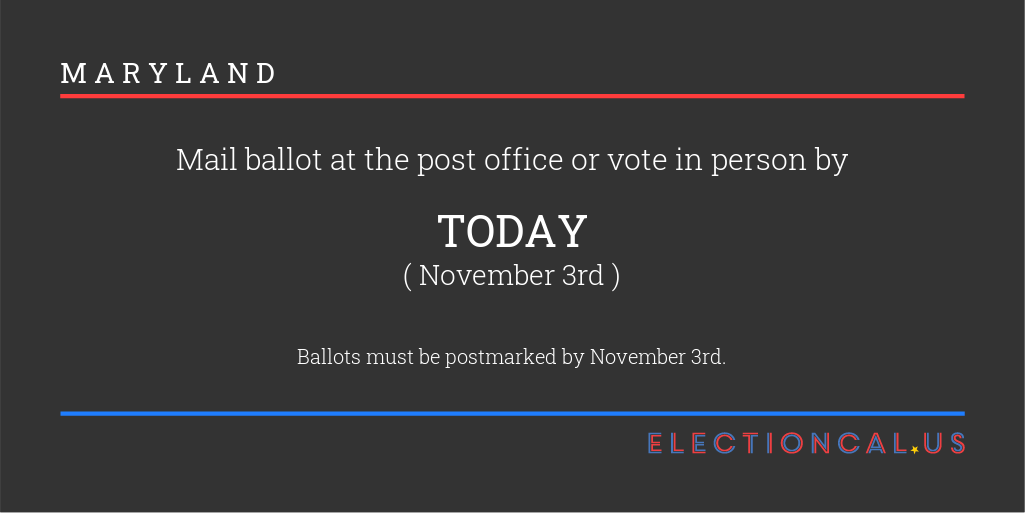 MARYLAND
Mail ballot at the post office or vote in person by
TODAY
( November 3rd )
Ballots must be postmarked by November 3rd.
ELECTIONCAL.US